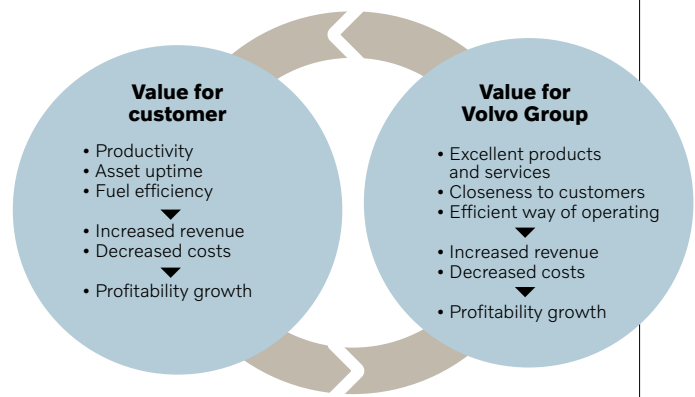 Value for
customer
• Productivity
• Asset uptime
• Fuel efficiency
• Increased revenue
• Decreased costs
• Profitability growth
Value for
Volvo Group
• Excellent products
and services
• Closeness to customers
• Efficient way of operating
• Increased revenue
• Decreased costs
• Profitability growth